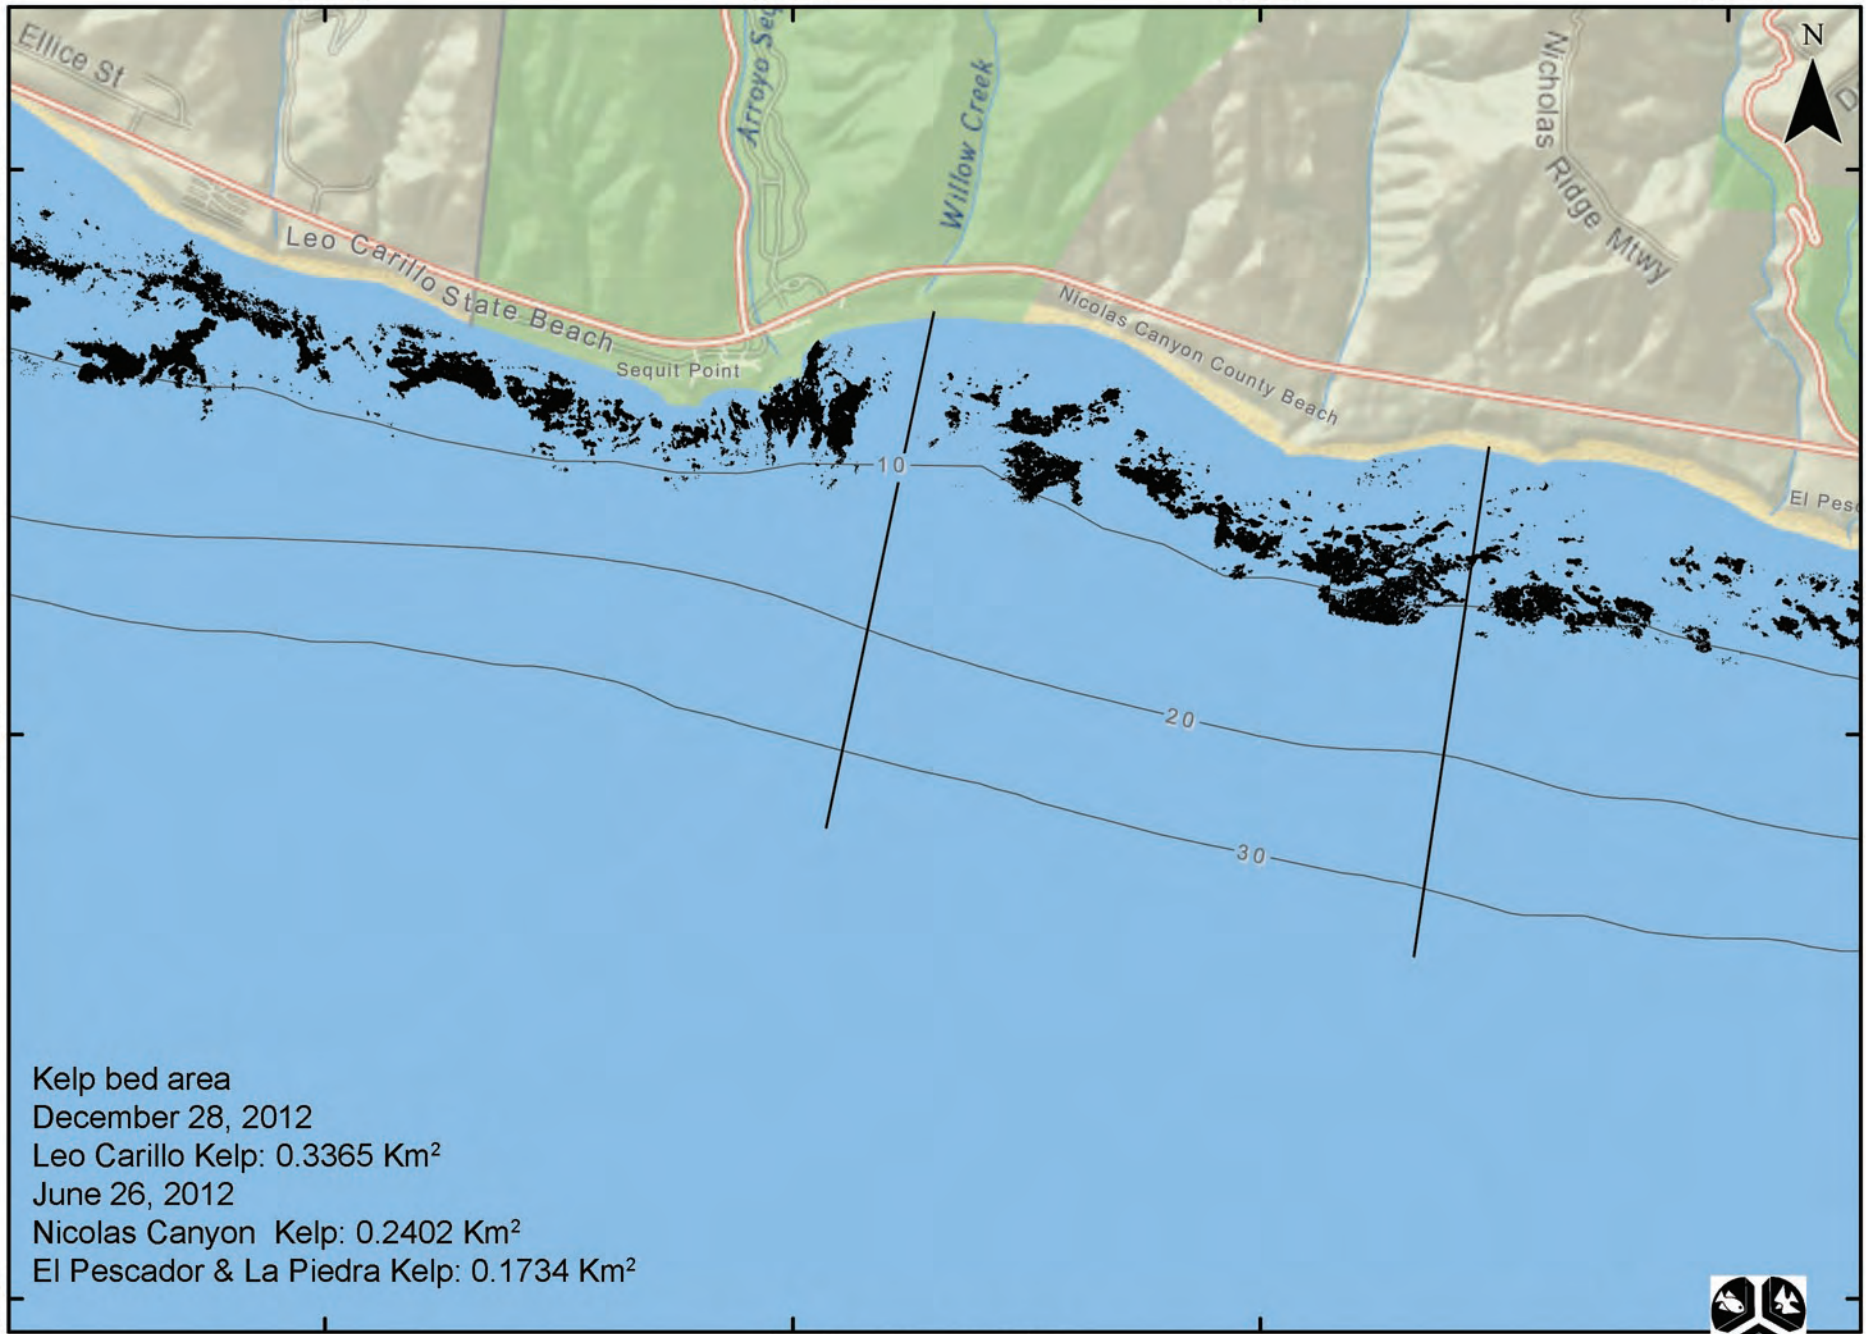 N
Ellice St
Arroyo Seq
Willow Creek
Nicholas Ridge Mtwy
D
Leo Carillo State Beach
Nicolas Canyon County Beach
Sequit Point
10
El Pesc
20
30
Kelp bed area
December 28, 2012
Leo Carillo Kelp: 0.3365 Km²
June 26, 2012
Nicolas Canyon  Kelp: 0.2402 Km²
El Pescador & La Piedra Kelp: 0.1734 Km²